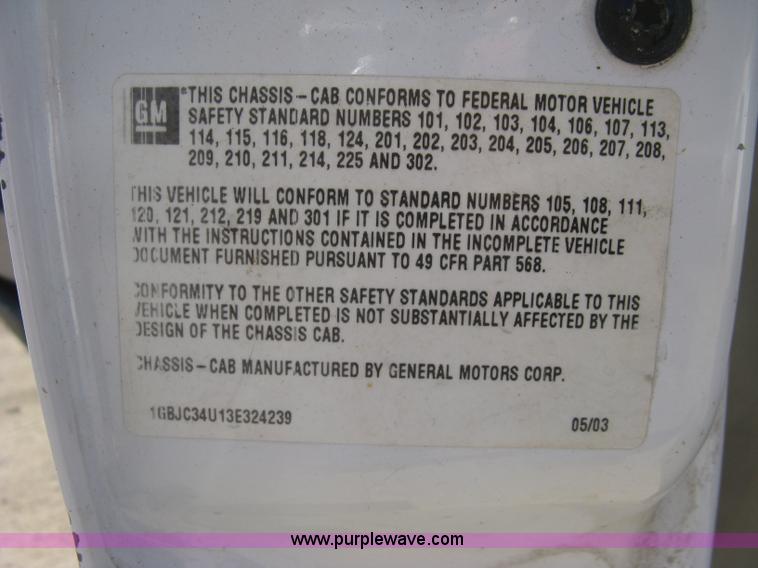 GM
*THIS CHASSIS-CAB CONFORMS TO FEDERAL MOTOR VEHICLE
SAFETY STANDARD NUMBERS 101, 102, 103, 104, 106, 107, 113,
114, 115, 116, 118, 124, 201, 202, 203, 204, 205, 206, 207, 208,
209, 210, 211, 214, 225 AND 302.
THIS VEHICLE WILL CONFORM TO STANDARD NUMBERS 105, 108, 111,
120, 121, 212, 219 AND 301 IF IT IS COMPLETED IN ACCORDANCE
WITH THE INSTRUCTIONS CONTAINED IN THE INCOMPLETE VEHICLE
DOCUMENT FURNISHED PURSUANT TO 49 CFR PART 568.
CONFORMITY TO THE OTHER SAFETY STANDARDS APPLICABLE TO THIS
VEHICLE WHEN COMPLETED IS NOT SUBSTANTIALLY AFFECTED BY THE
DESIGN OF THE CHASSIS CAB.
CHASSIS-CAB MANUFACTURED BY GENERAL MOTORS CORP.
1GBJC34U13E324239 05/03
www.purplewave.com